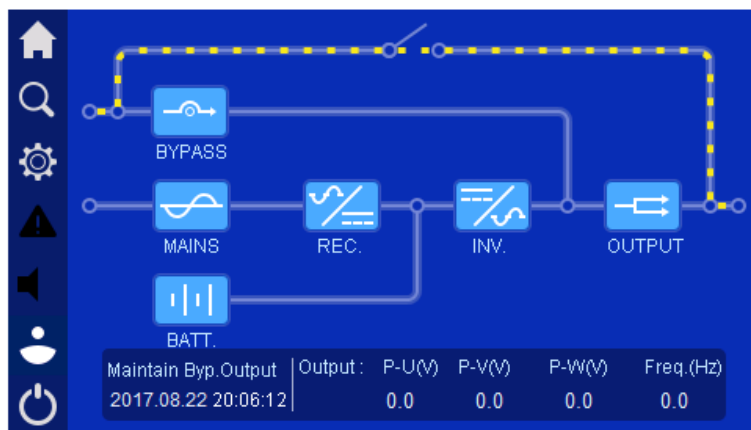 BYPASS
MAINS REC. INV. OUTPUT
BATT.
Maintain Byp.Output Output : P-U(V) P-V(V) P-W(V) Freq.(Hz)
2017.08.22 20:06:12 0.0 0.0 0.0 0.0